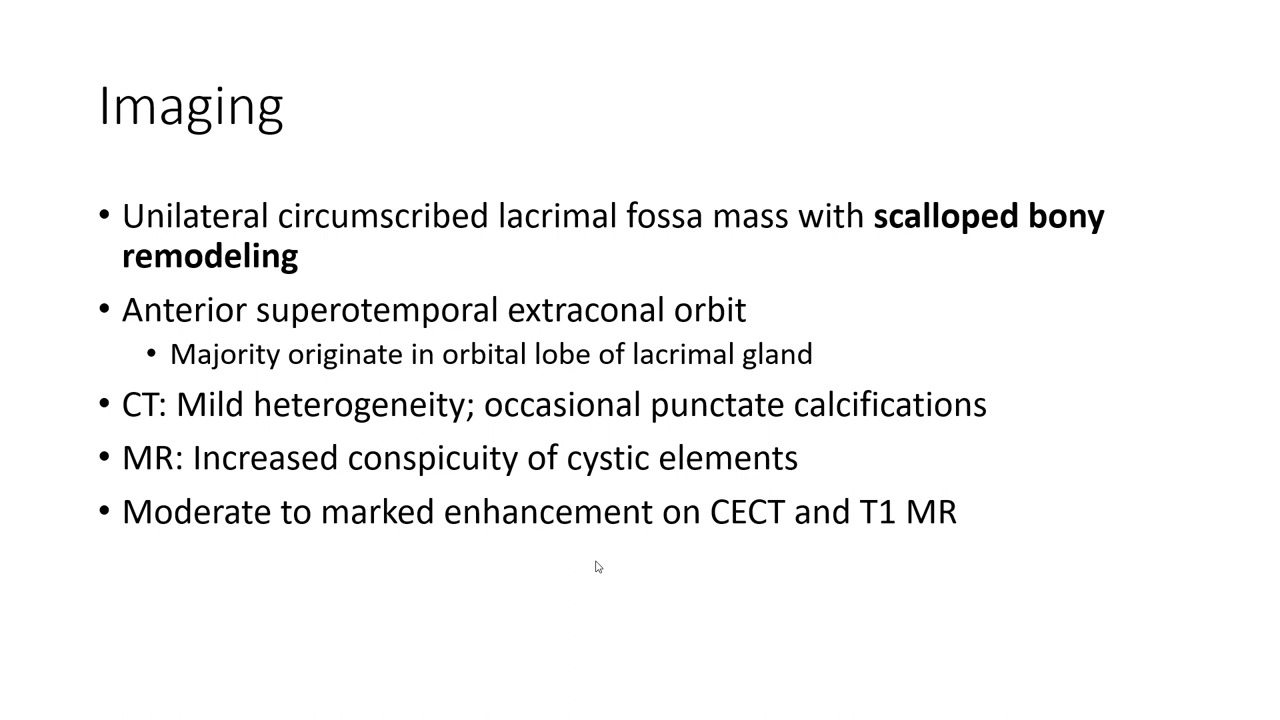 Imaging
• Unilateral circumscribed lacrimal fossa mass with scalloped bony
remodeling
• Anterior superotemporal extraconal orbit
• Majority originate in orbital lobe of lacrimal gland
• CT: Mild heterogeneity; occasional punctate calcifications
• MR: Increased conspicuity of cystic elements
• Moderate to marked enhancement on CECT and T1 MR